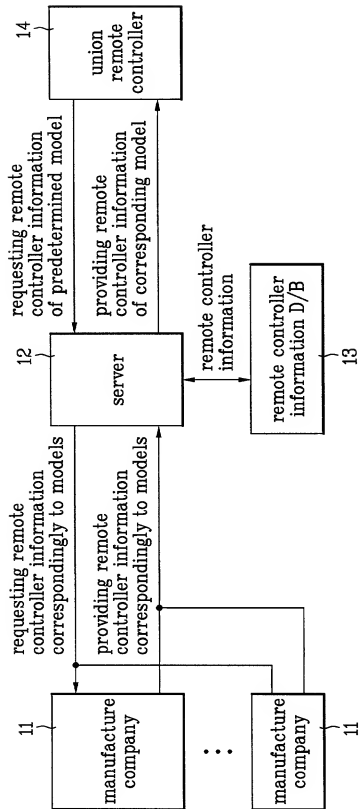 11
manufacture
company
11
manufacture
company
requesting remote
controller information
correspondingly to models
providing remote
controller information
correspondingly to models
12
server
remote controller
information
remote controller
information D/B
13
requesting remote
controller information
of predetermined model
providing remote
controller information
of corresponding model
14
union
remote
controller